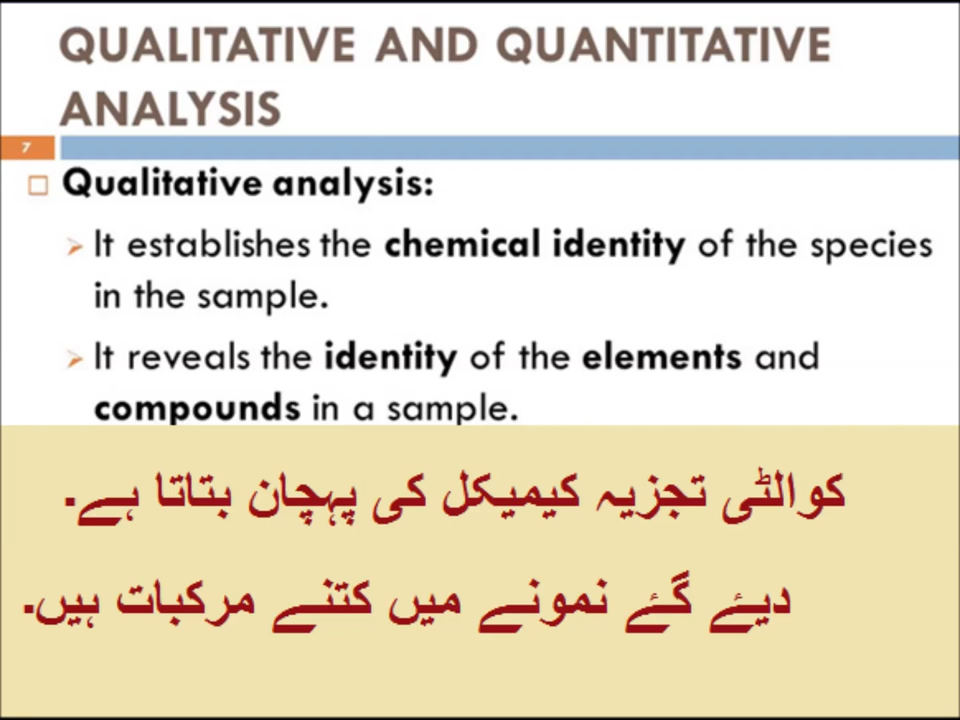 QUALITATIVE AND QUANTITATIVE
ANALYSIS
7
Qualitative analysis:
It establishes the chemical identity of the species
in the sample.
It reveals the identity of the elements and
compounds in a sample.
کوالٹی تجزیہ کیمیکل کی پہچان بتاتا ہے۔
دیئے گئے نمونے میں کتنے مرکبات ہیں۔